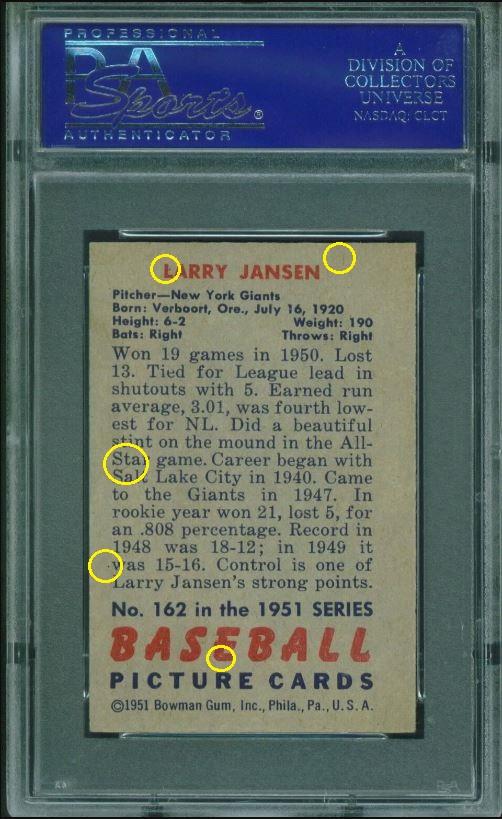 PROFESSIONAL
PSA
Sports®
AUTHENTICATOR
A
DIVISION OF
COLLECTORS
UNIVERSE
NASDAQ: CLCT
LARRY JANSEN
Pitcher—New York Giants
Born: Verboort, Ore., July 16, 1920
Height: 6-2 Weight: 190
Bats: Right Throws: Right
Won 19 games in 1950. Lost
13. Tied for League lead in
shutouts with 5. Earned run
average, 3.01, was fourth low-
est for NL. Did a beautiful
stint on the mound in the All-
Star game. Career began with
Salt Lake City in 1940. Came
to the Giants in 1947. In
rookie year won 21, lost 5, for
an .808 percentage. Record in
1948 was 18-12; in 1949 it
was 15-16. Control is one of
Larry Jansen's strong points.
No. 162 in the 1951 SERIES
BASEBALL
PICTURE CARDS
©1951 Bowman Gum, Inc., Phila., Pa., U. S. A.